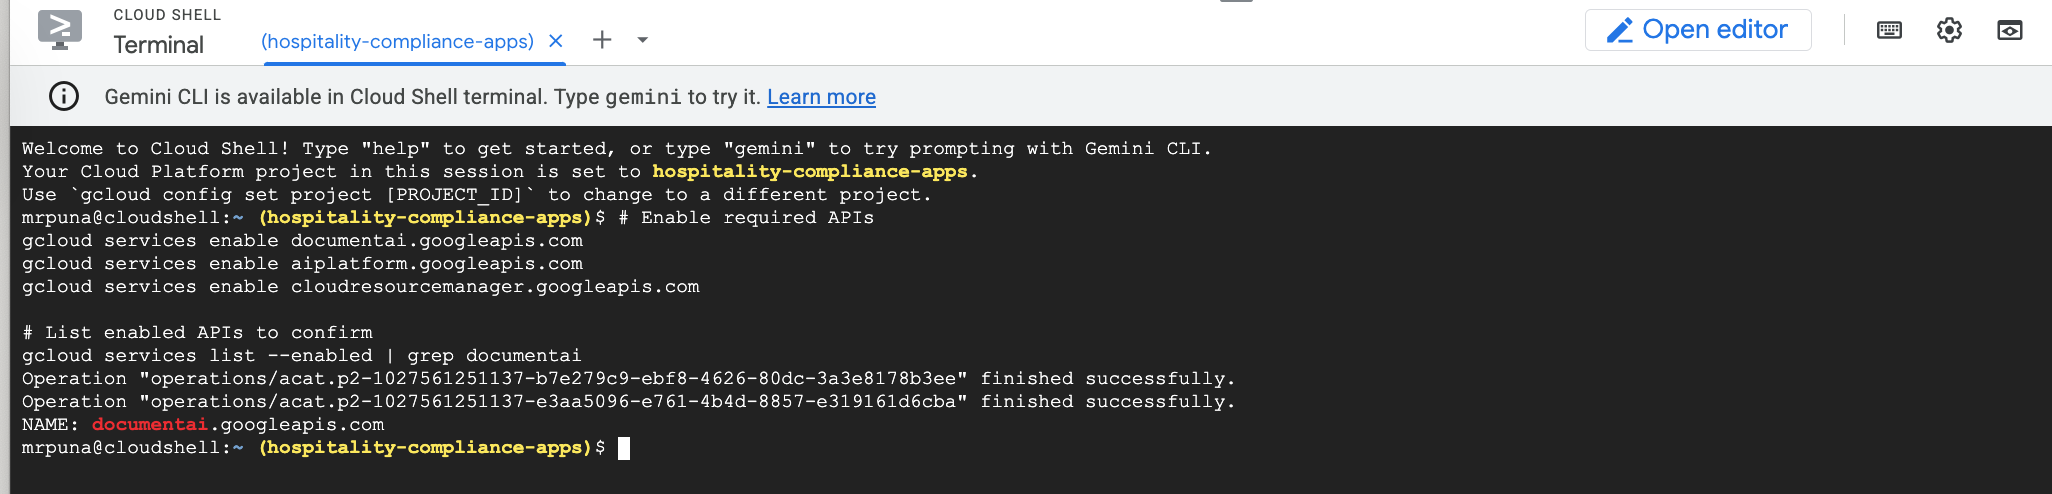 CLOUD SHELL
Terminal
(hospitality-compliance-apps)
Open editor
Gemini CLI is available in Cloud Shell terminal. Type gemini to try it. Learn more
Welcome to Cloud Shell! Type "help" to get started, or type "gemini" to try prompting with Gemini CLI.
Your Cloud Platform project in this session is set to hospitality-compliance-apps.
Use `gcloud config set project [PROJECT_ID]` to change to a different project.
mrpuna@cloudshell:~ (hospitality-compliance-apps)$ # Enable required APIs
gcloud services enable documentai.googleapis.com
gcloud services enable aiplatform.googleapis.com
gcloud services enable cloudresourcemanager.googleapis.com
# List enabled APIs to confirm
gcloud services list --enabled | grep documentai
Operation "operations/acat.p2-1027561251137-b7e279c9-ebf8-4626-80dc-3a3e8178b3ee" finished successfully.
Operation "operations/acat.p2-1027561251137-e3aa5096-e761-4b4d-8857-e319161d6cba" finished successfully.
NAME: documentai.googleapis.com
mrpuna@cloudshell:~ (hospitality-compliance-apps)$